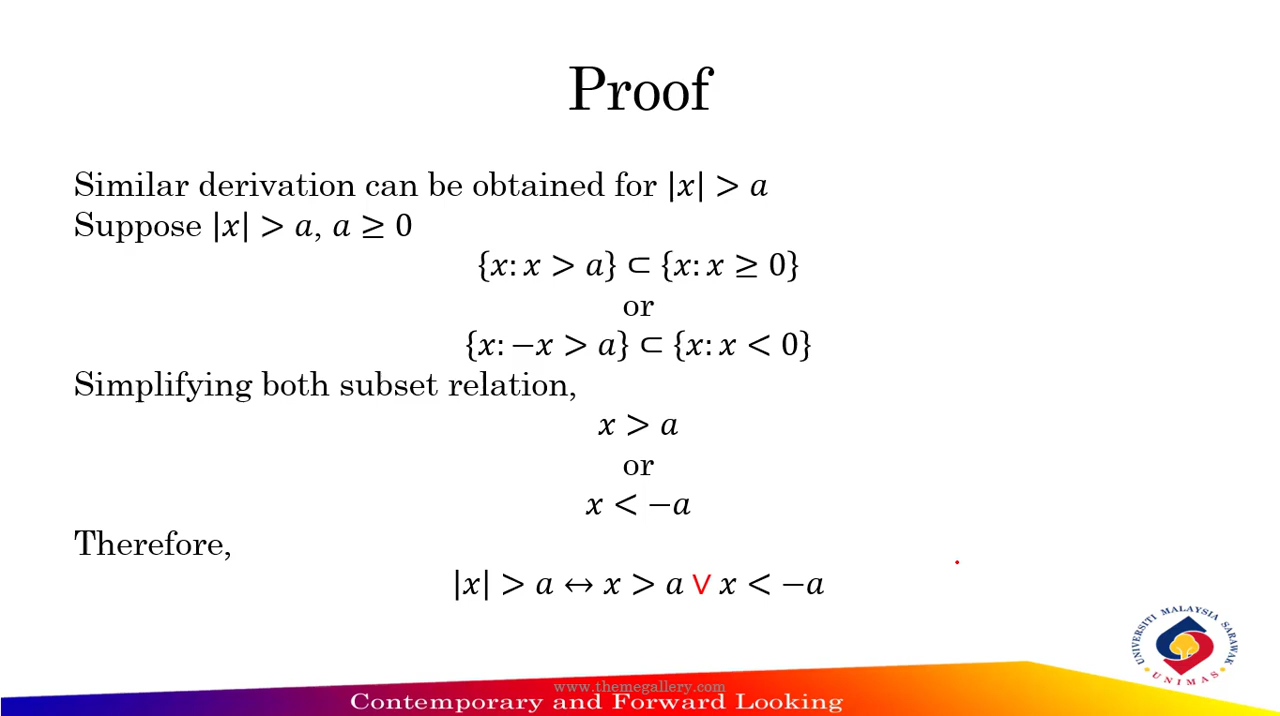 Proof
Similar derivation can be obtained for |x| > a
Suppose |x| > a, a ≥ 0
{x: x > a} ⊂ {x: x ≥ 0}
or
{x: −x > a} ⊂ {x: x < 0}
Simplifying both subset relation,
x > a
or
x < −a
Therefore,
|x| > a ↔ x > a ∨ x < −a
UNIVERSITI MALAYSIA SARAWAK
UNIMAS
www.themegallery.com
Contemporary and Forward Looking